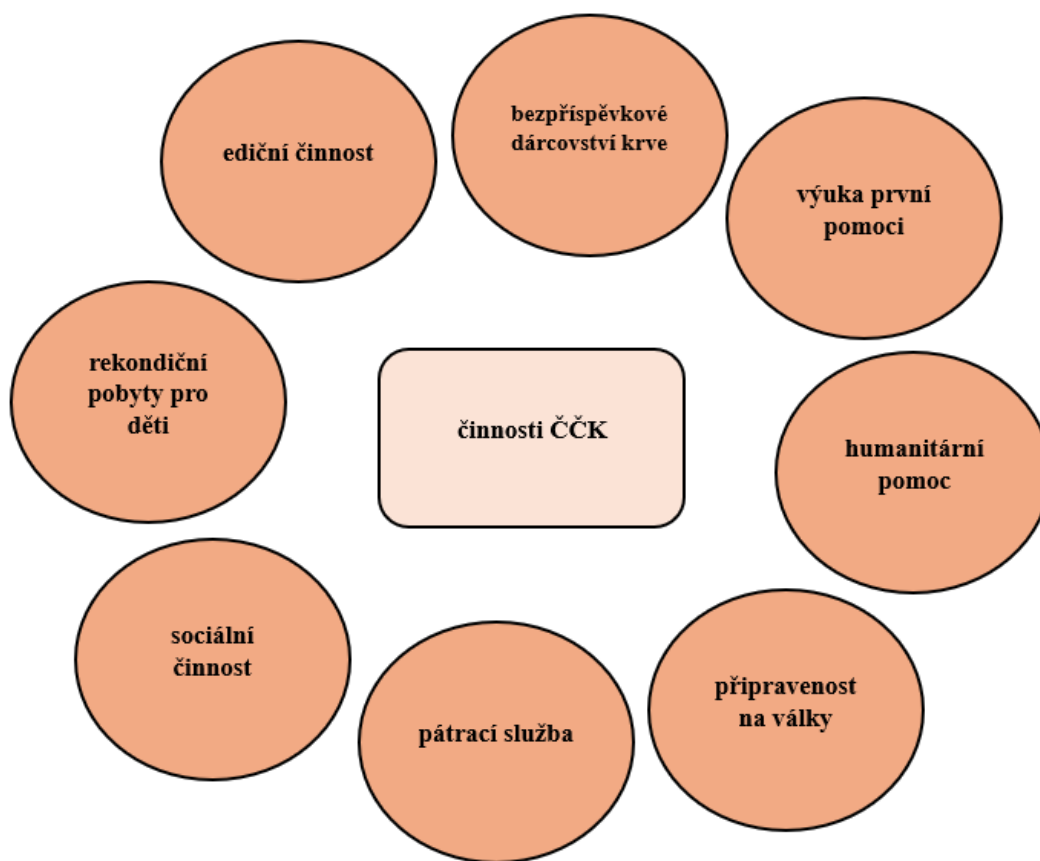 bezpříspěvkové
dárcovství krve
ediční činnost
výuka první
pomoci
rekondiční
pobyty pro
děti
činnosti ČČK
humanitární
pomoc
sociální
činnost
připravenost
na války
pátrací služba